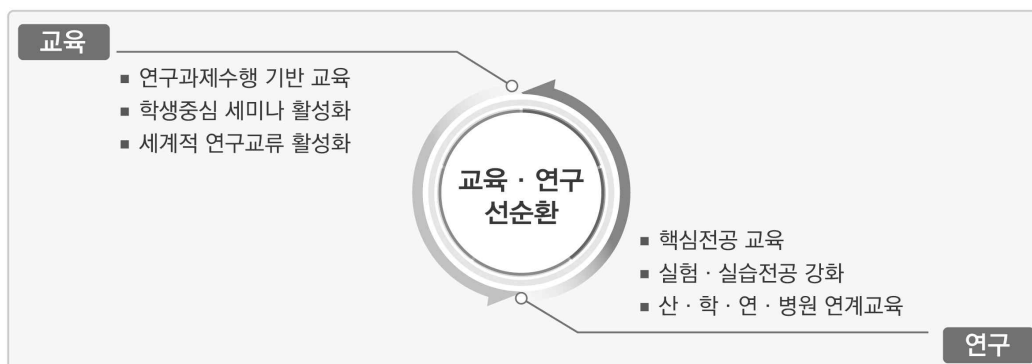 교육
■ 연구과제수행 기반 교육
■ 학생중심 세미나 활성화
■ 세계적 연구교류 활성화
교육 · 연구
선순환
■ 핵심전공 교육
■ 실험 · 실습전공 강화
■ 산 · 학 · 연 · 병원 연계교육
연구